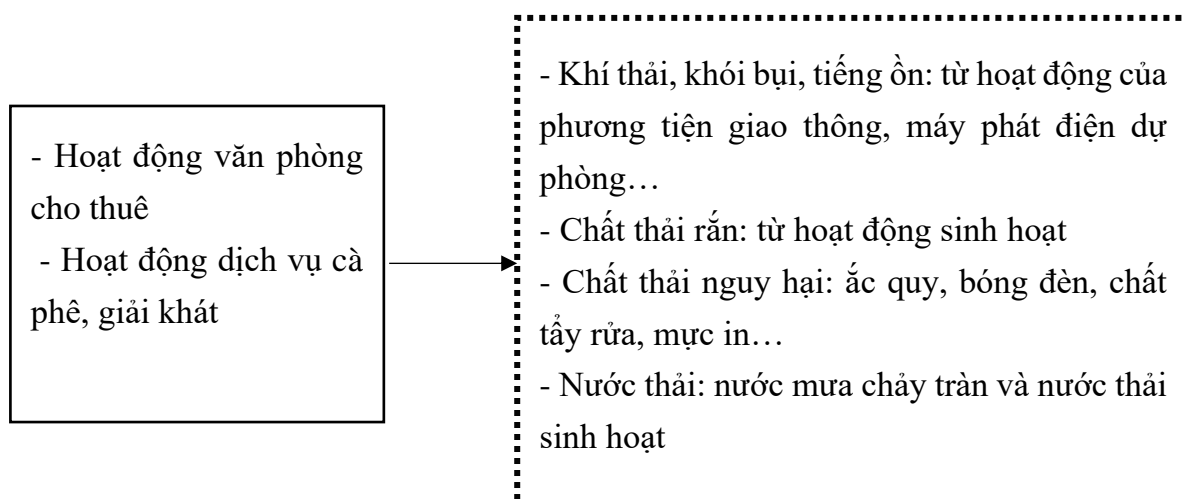 - Hoạt động văn phòng
cho thuê
- Hoạt động dịch vụ cà
phê, giải khát
- Khí thải, khói bụi, tiếng ồn: từ hoạt động của
phương tiện giao thông, máy phát điện dự
phòng…
- Chất thải rắn: từ hoạt động sinh hoạt
- Chất thải nguy hại: ắc quy, bóng đèn, chất
tẩy rửa, mực in…
- Nước thải: nước mưa chảy tràn và nước thải
sinh hoạt